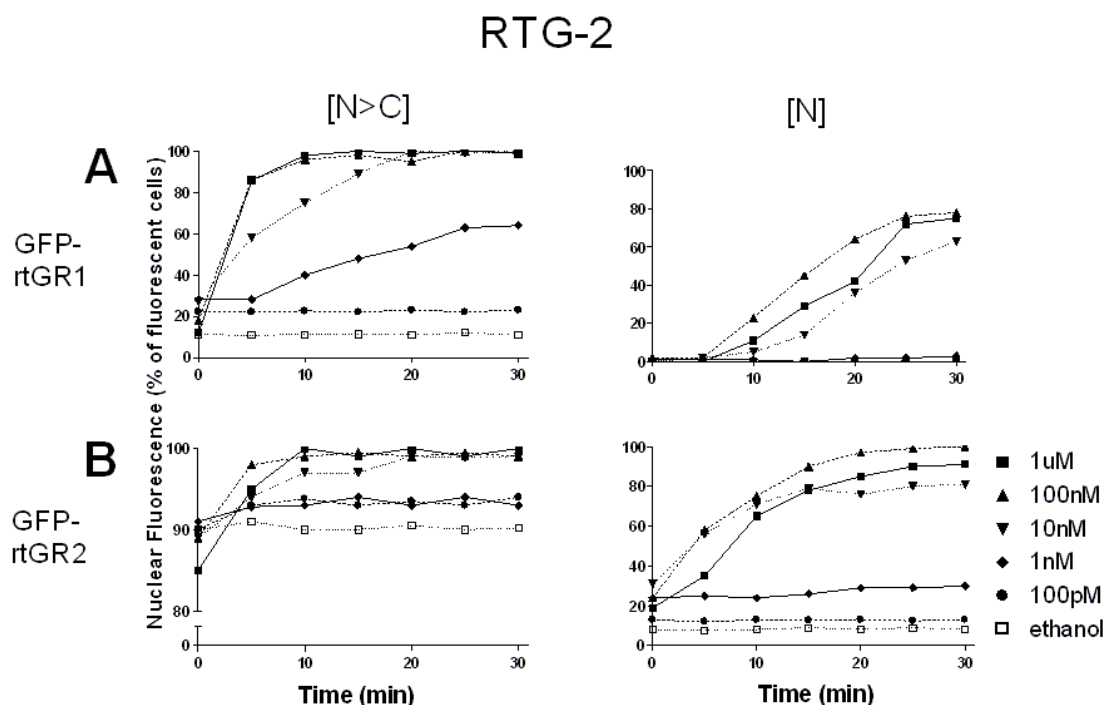 RTG-2
[N>C]
[N]
A
GFP-
rtGR1
Nuclear Fluorescence (% of fluorescent cells)
100
80
60
40
20
0
0 10 20 30
100
80
60
40
20
0
0 10 20 30
B
GFP-
rtGR2
100
90
80
0
0 10 20 30
Time (min)
100
80
60
40
20
0
0 10 20 30
Time (min)
1uM
100nM
10nM
1nM
100pM
ethanol